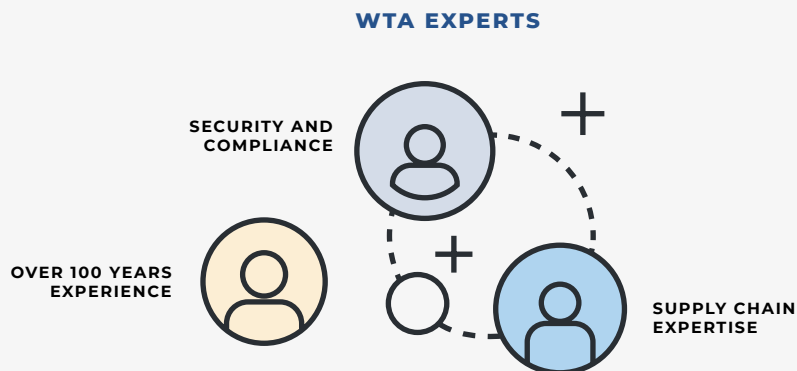 WTA EXPERTS
SECURITY AND
COMPLIANCE
OVER 100 YEARS
EXPERIENCE
SUPPLY CHAIN
EXPERTISE